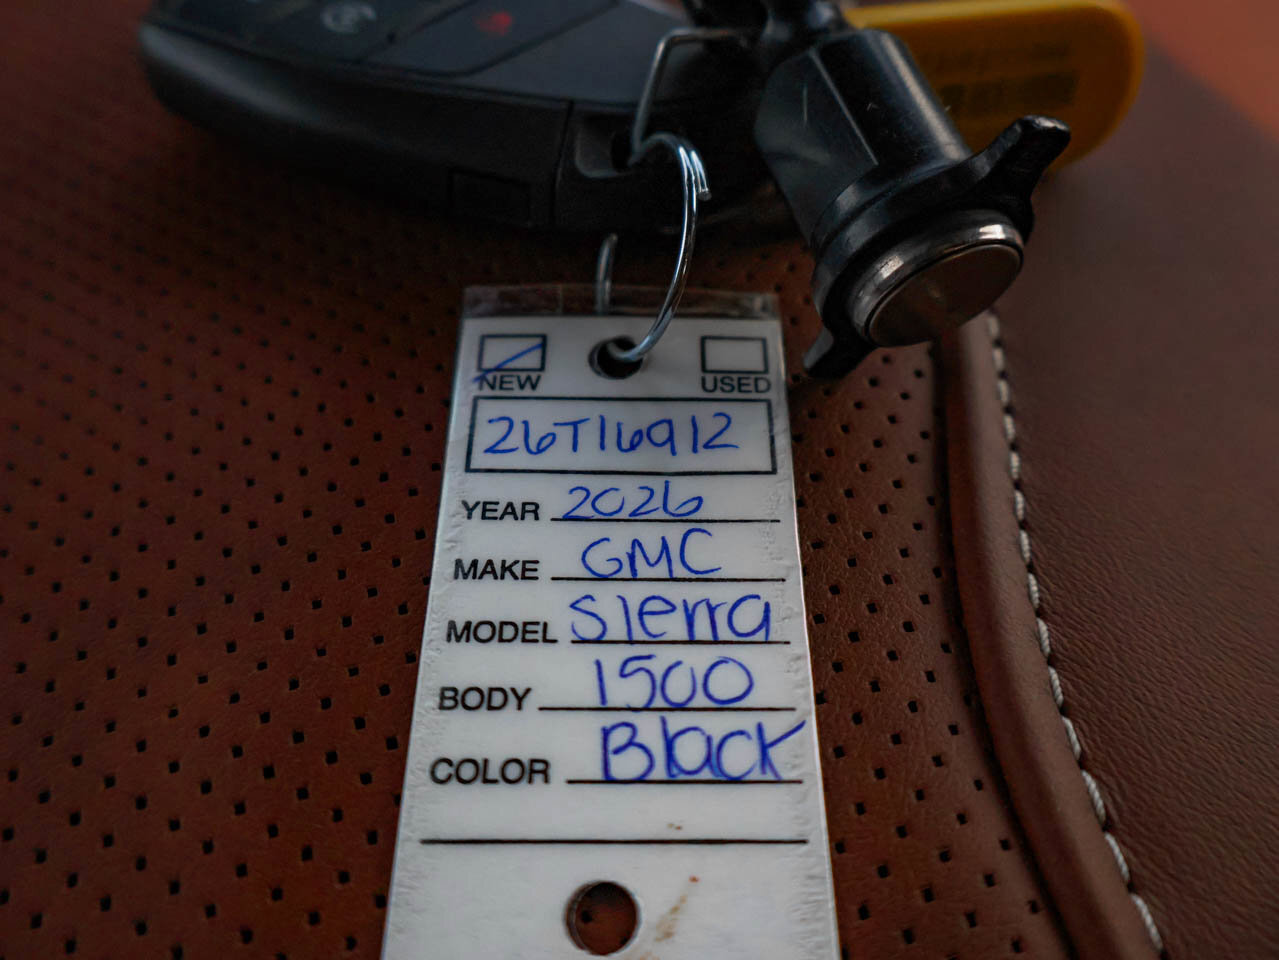 NEW USED
26T16912
YEAR 2026
MAKE GMC
MODEL Sierra
BODY 1500
COLOR Black